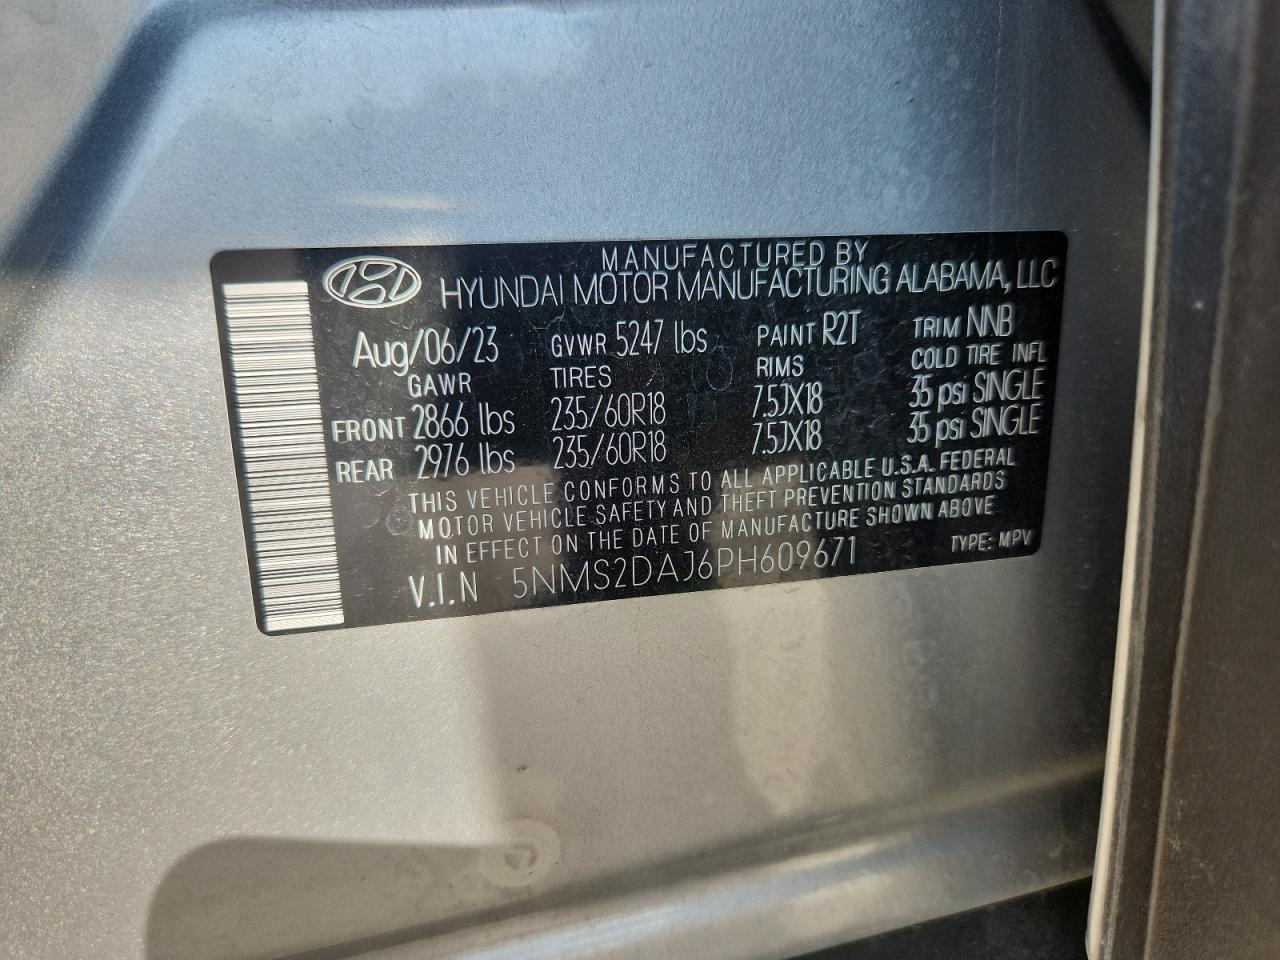 MANUFACTURED BY
HYUNDAI MOTOR MANUFACTURING ALABAMA, LLC
Aug/06/23 GVWR 5247 lbs PAINT R2T TRIM NNB
GAWR TIRES RIMS COLD TIRE INFL
FRONT 2866 lbs 235/60R18 7.5JX18 35 psi SINGLE
REAR 2976 lbs 235/60R18 7.5JX18 35 psi SINGLE
THIS VEHICLE CONFORMS TO ALL APPLICABLE U.S.A. FEDERAL
MOTOR VEHICLE SAFETY AND THEFT PREVENTION STANDARDS
IN EFFECT ON THE DATE OF MANUFACTURE SHOWN ABOVE
V.I.N 5NMS2DAJ6PH609671 TYPE: MPV